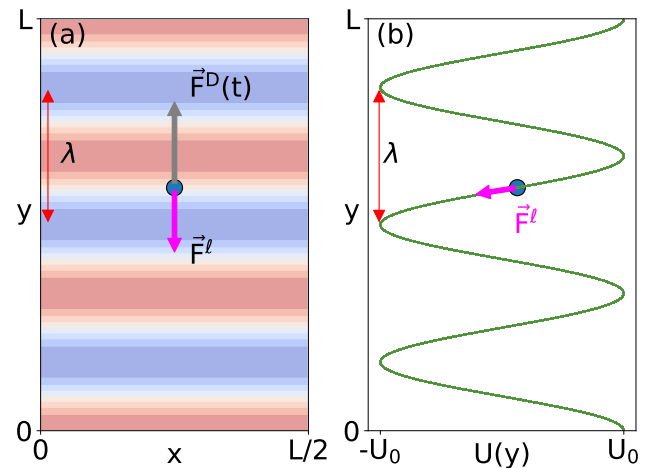 L
(a)
F⃗ᴰ(t)
λ
y
F⃗ˡ
0
0
x
L/2
L
(b)
λ
y
F⃗ˡ
0
-U₀
U(y)
U₀